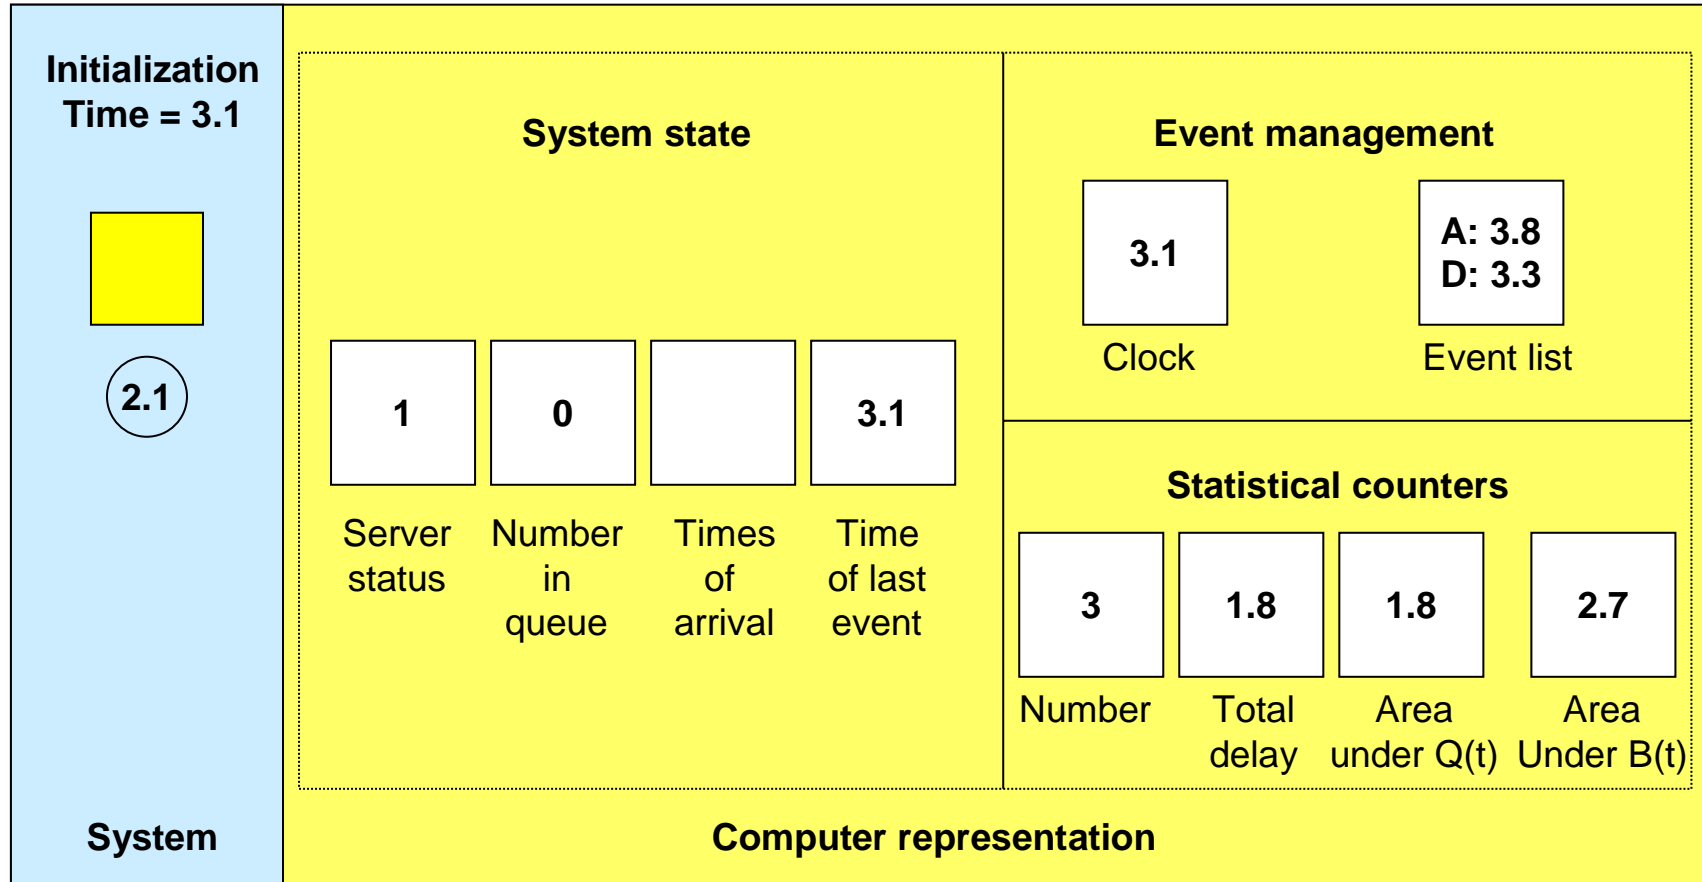 Initialization
Time = 3.1
2.1
System
System state
1
0
3.1
Server
status
Number
in
queue
Times
of
arrival
Time
of last
event
Event management
3.1
Clock
A: 3.8
D: 3.3
Event list
Statistical counters
3
1.8
1.8
2.7
Number
Total
delay
Area
under Q(t)
Area
Under B(t)
Computer representation